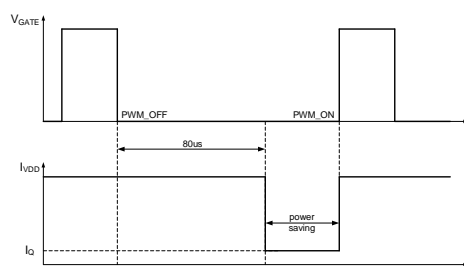 VGATE
PWM_OFF
PWM_ON
80us
IVDD
power
saving
IQ